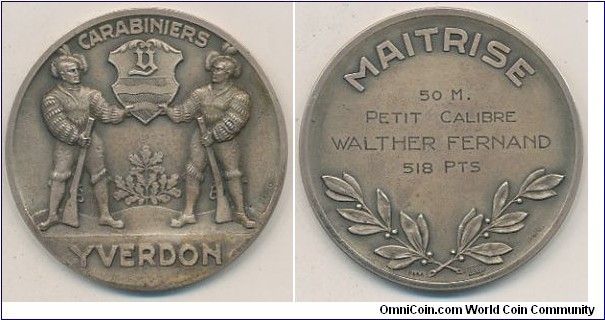 CARABINIERS
Y
YVERDON
MAITRISE
50 M.
PETIT CALIBRE
WALTHER FERNAND
518 PTS
OmniCoin.com World Coin Community